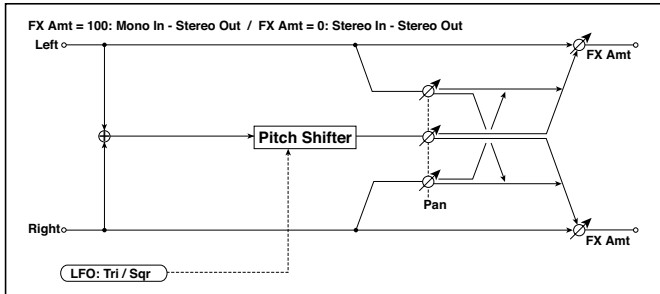 FX Amt = 100: Mono In - Stereo Out / FX Amt = 0: Stereo In - Stereo Out
Left
FX Amt
Pitch Shifter
Pan
Right
FX Amt
LFO: Tri / Sqr